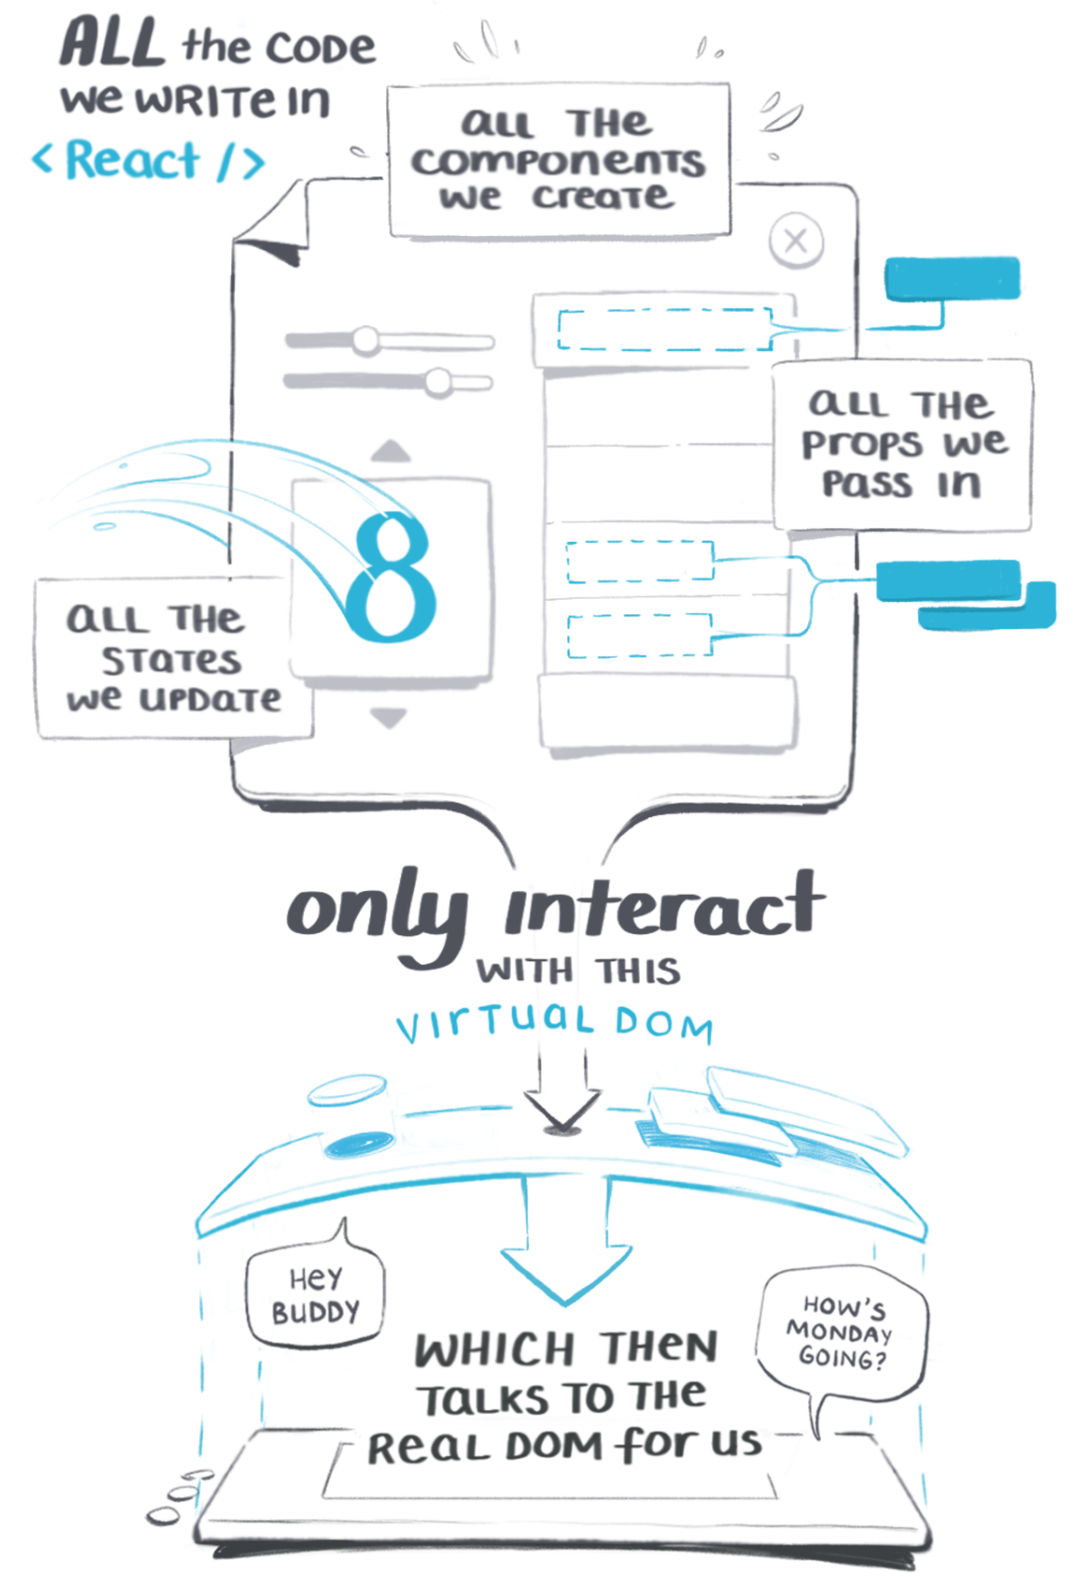 ALL the CODE
we WRITE in
< React />
ALL THE
COMPONENTS
we CREATE
ALL THE
PROPS we
PASS IN
8
ALL THE
STATES
we UPDATE
only interact
WITH THIS
VIRTUAL DOM
HEY
BUDDY
HOW'S
MONDAY
GOING?
WHICH THEN
TALKS TO THE
REAL DOM for us